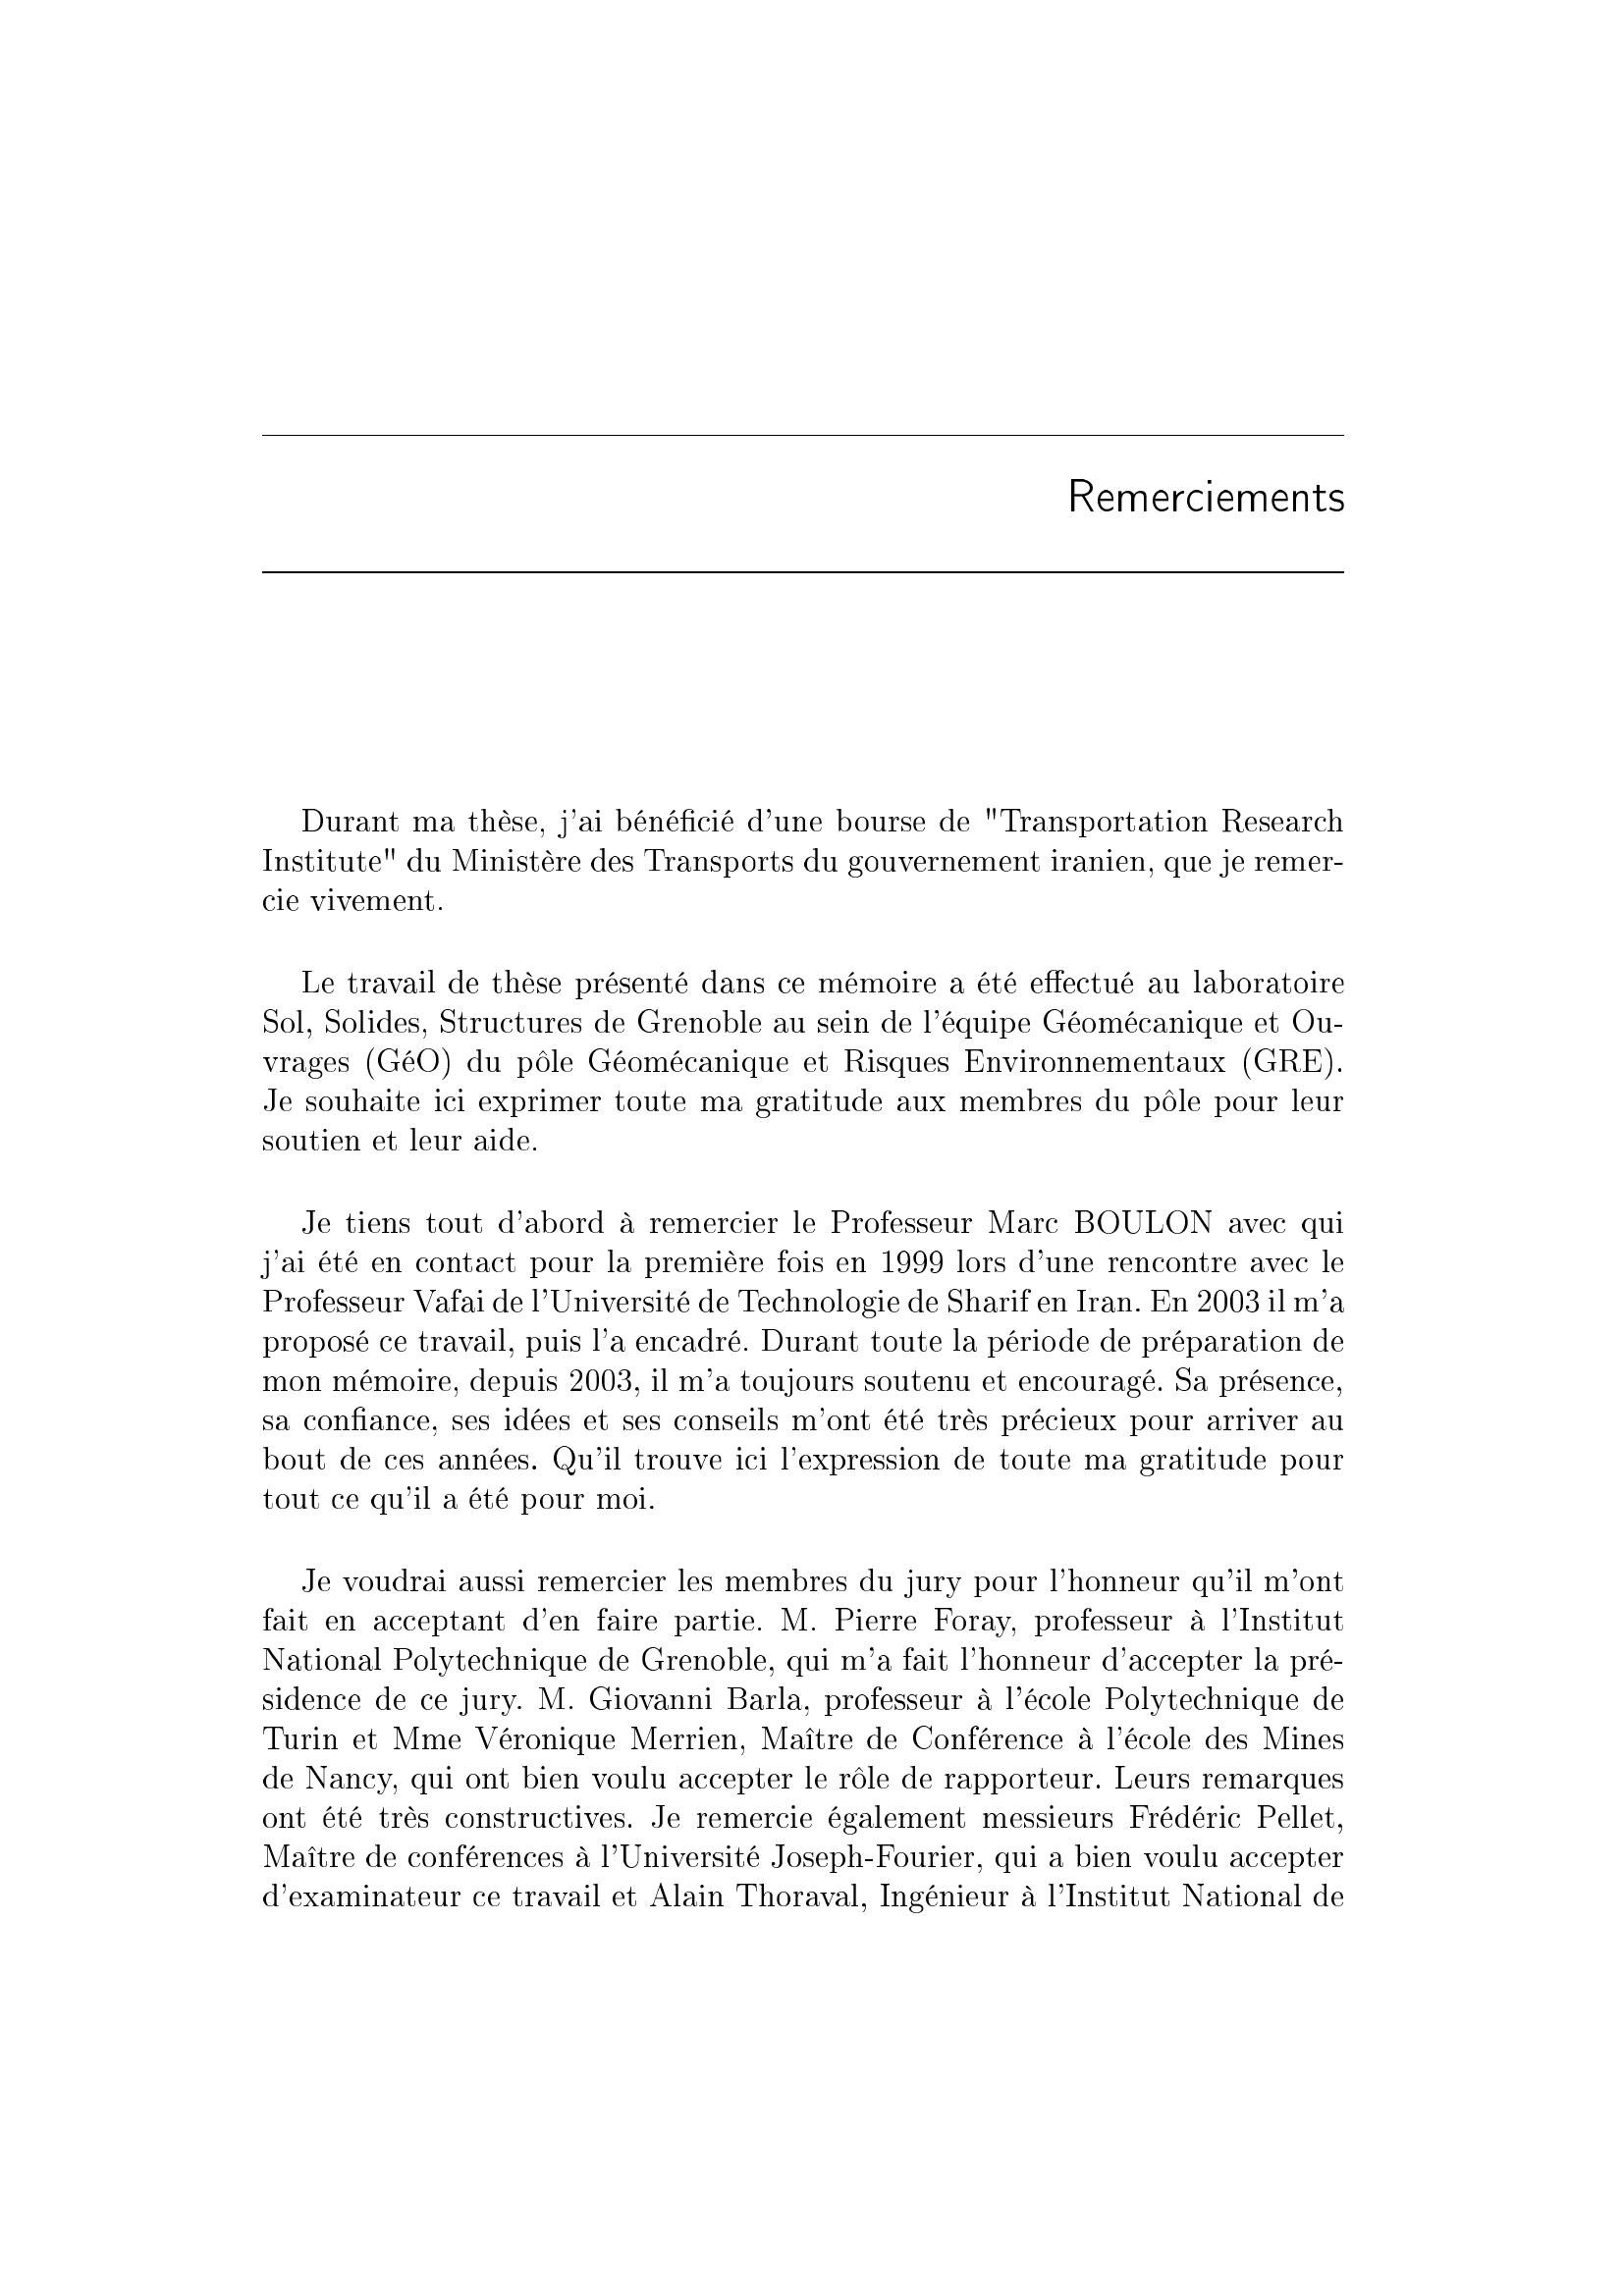 Remerciements
Durant ma thèse, j'ai bénéficié d'une bourse de "Transportation Research
Institute" du Ministère des Transports du gouvernement iranien, que je remer-
cie vivement.
Le travail de thèse présenté dans ce mémoire a été effectué au laboratoire
Sol, Solides, Structures de Grenoble au sein de l'équipe Géomécanique et Ou-
vrages (GéO) du pôle Géomécanique et Risques Environnementaux (GRE).
Je souhaite ici exprimer toute ma gratitude aux membres du pôle pour leur
soutien et leur aide.
Je tiens tout d'abord à remercier le Professeur Marc BOULON avec qui
j'ai été en contact pour la première fois en 1999 lors d'une rencontre avec le
Professeur Vafai de l'Université de Technologie de Sharif en Iran. En 2003 il m'a
proposé ce travail, puis l'a encadré. Durant toute la période de préparation de
mon mémoire, depuis 2003, il m'a toujours soutenu et encouragé. Sa présence,
sa confiance, ses idées et ses conseils m'ont été très précieux pour arriver au
bout de ces années. Qu'il trouve ici l'expression de toute ma gratitude pour
tout ce qu'il a été pour moi.
Je voudrai aussi remercier les membres du jury pour l'honneur qu'il m'ont
fait en acceptant d'en faire partie. M. Pierre Foray, professeur à l'Institut
National Polytechnique de Grenoble, qui m'a fait l'honneur d'accepter la pré-
sidence de ce jury. M. Giovanni Barla, professeur à l'école Polytechnique de
Turin et Mme Véronique Merrien, Maître de Conférence à l'école des Mines
de Nancy, qui ont bien voulu accepter le rôle de rapporteur. Leurs remarques
ont été très constructives. Je remercie également messieurs Frédéric Pellet,
Maître de conférences à l'Université Joseph-Fourier, qui a bien voulu accepter
d'examinateur ce travail et Alain Thoraval, Ingénieur à l'Institut National de